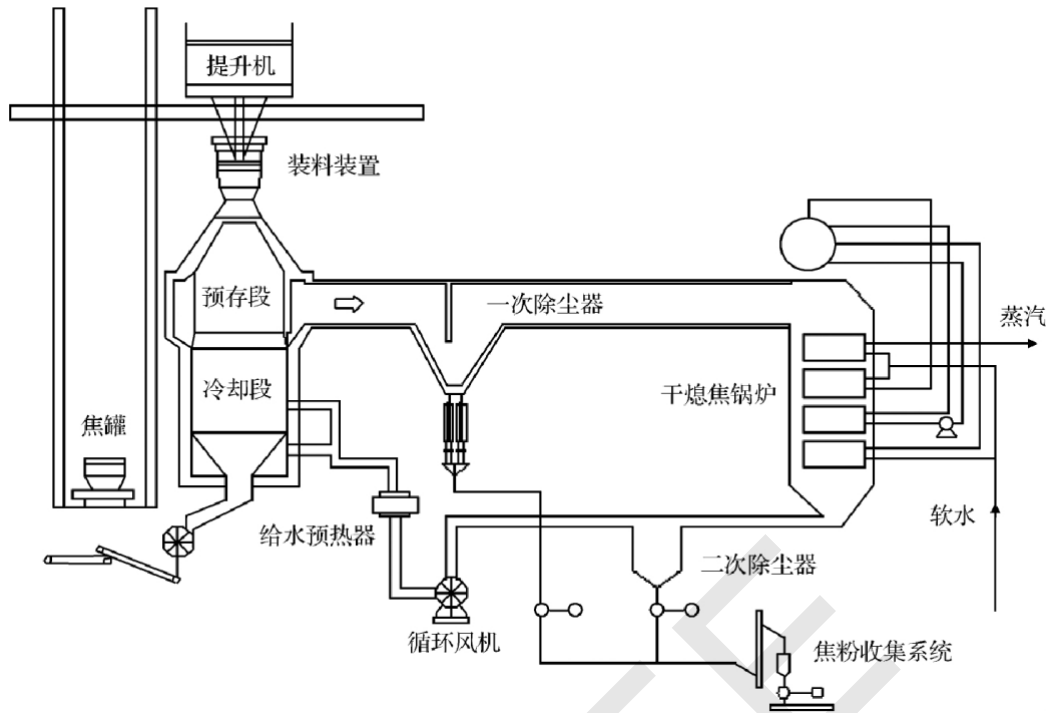 提升机
装料装置
预存段
一次除尘器
蒸汽
冷却段
干熄焦锅炉
焦罐
给水预热器
软水
二次除尘器
循环风机
焦粉收集系统